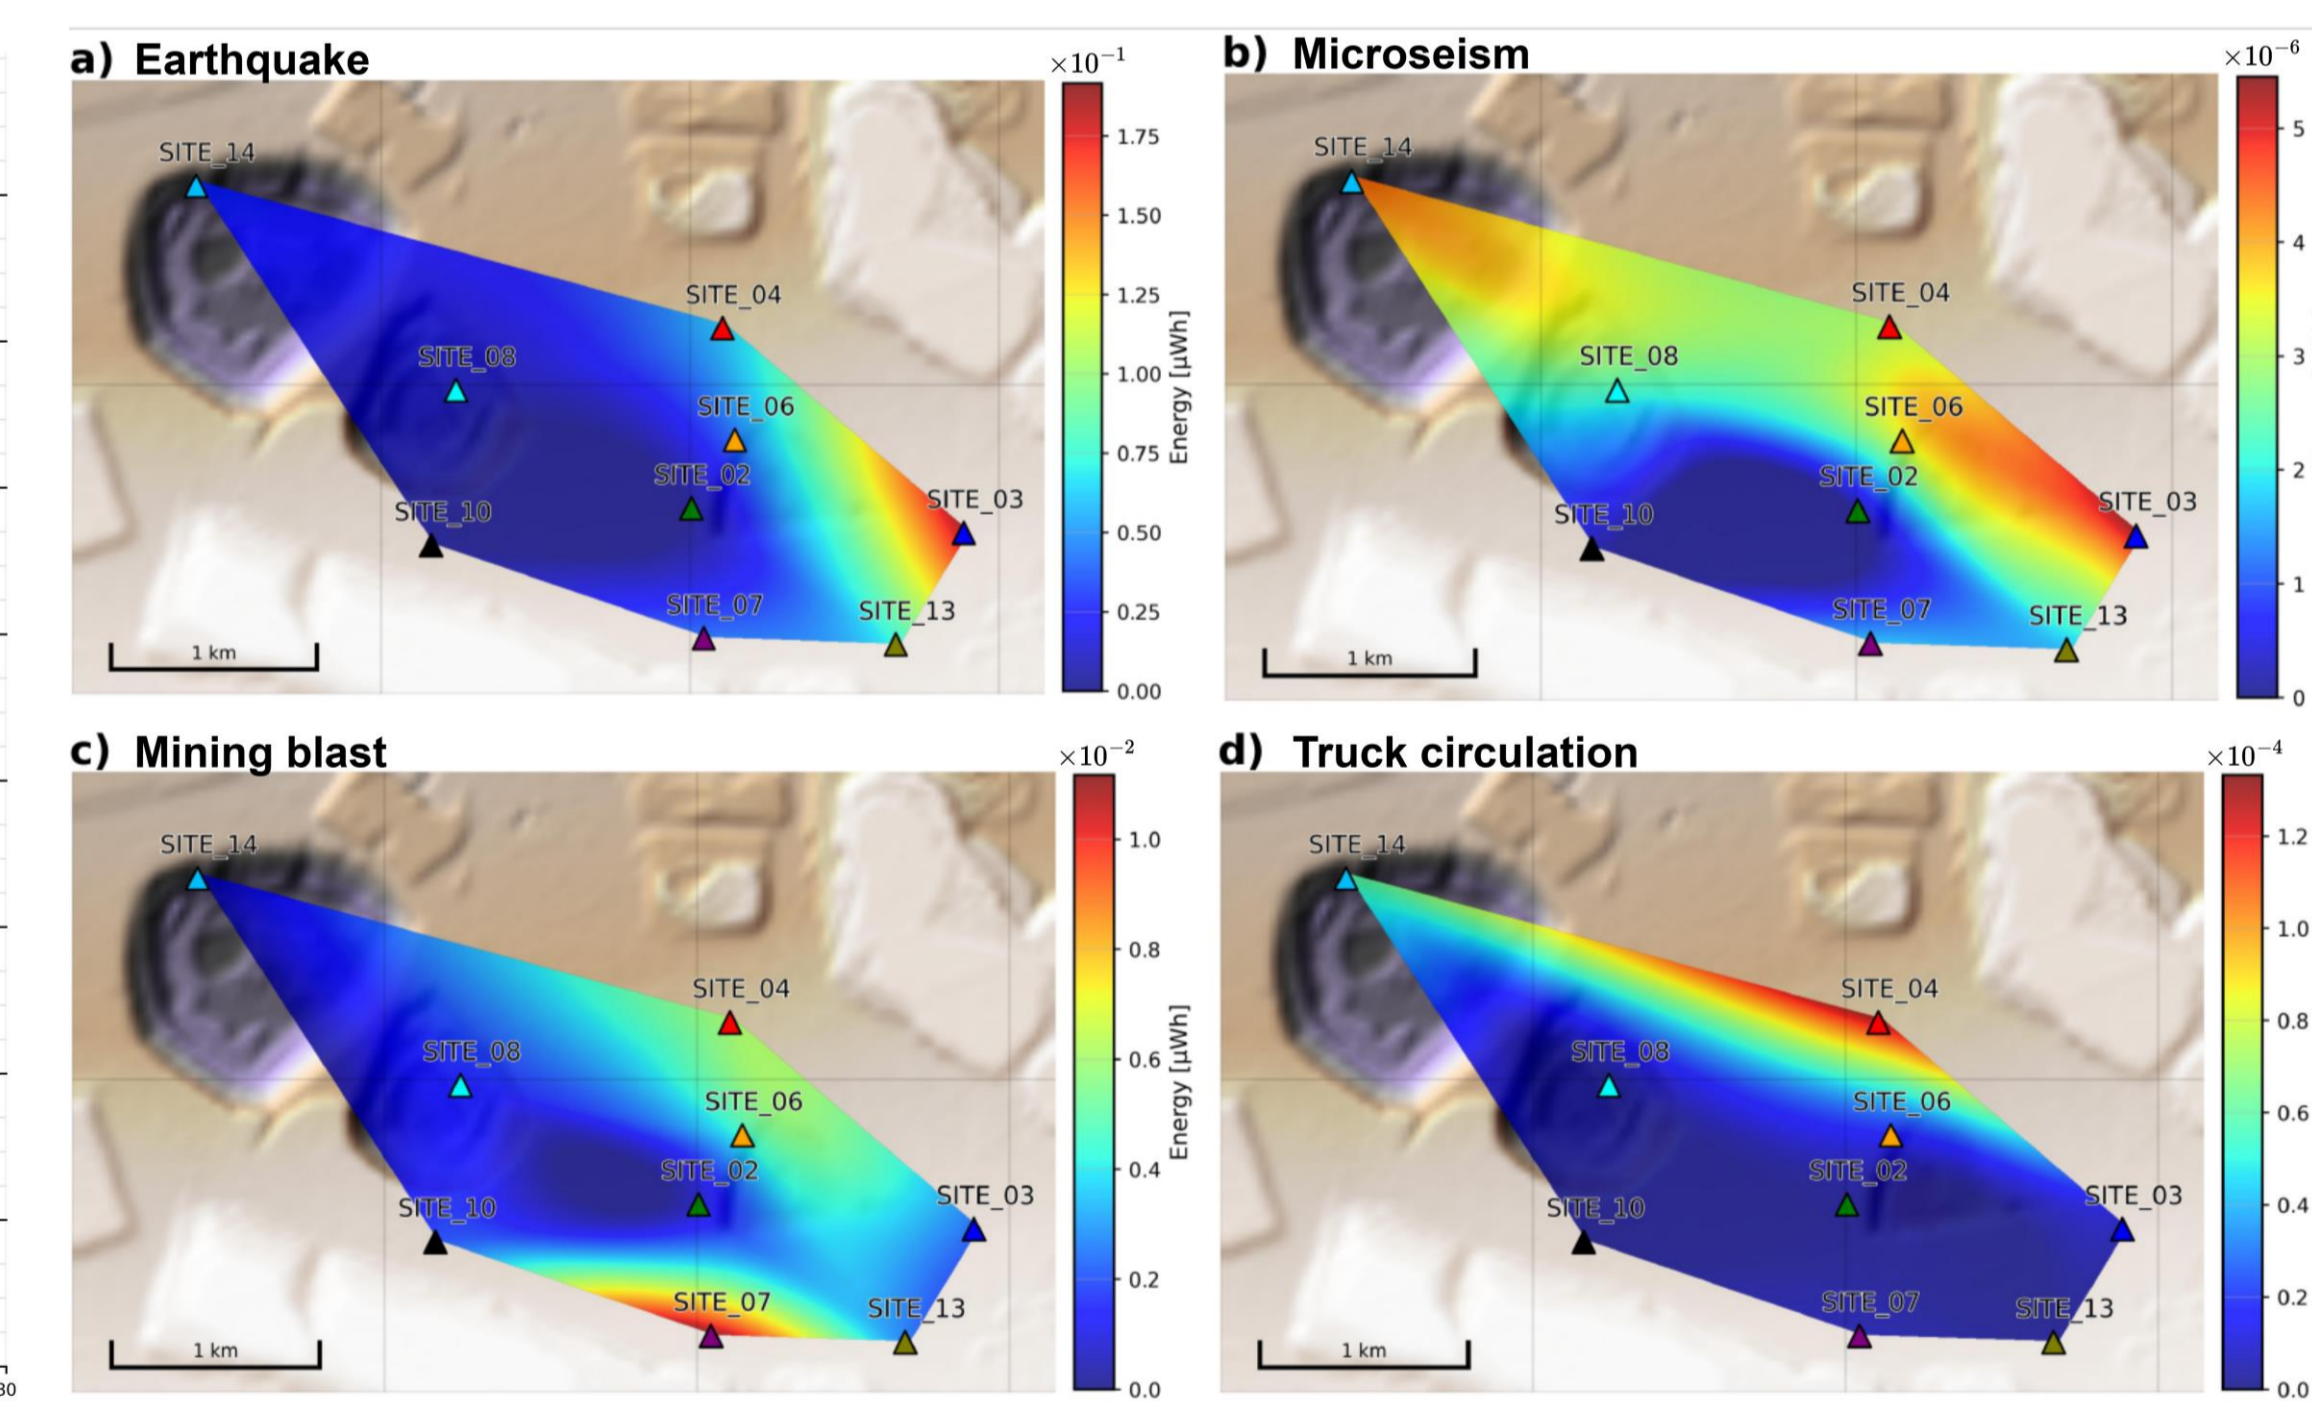 a) Earthquake
×10⁻¹
SITE_14
SITE_04
SITE_08
SITE_06
SITE_02
SITE_03
SITE_10
SITE_07
SITE_13
1 km
1.75
1.50
1.25
1.00
0.75
0.50
0.25
0.00
Energy [µWh]
b) Microseism
×10⁻⁶
SITE_14
SITE_04
SITE_08
SITE_06
SITE_02
SITE_03
SITE_10
SITE_07
SITE_13
1 km
5
4
3
2
1
0
c) Mining blast
×10⁻²
SITE_14
SITE_04
SITE_08
SITE_06
SITE_02
SITE_03
SITE_10
SITE_07
SITE_13
1 km
1.0
0.8
0.6
0.4
0.2
0.0
Energy [µWh]
d) Truck circulation
×10⁻⁴
SITE_14
SITE_04
SITE_08
SITE_06
SITE_02
SITE_03
SITE_10
SITE_07
SITE_13
1 km
1.2
1.0
0.8
0.6
0.4
0.2
0.0